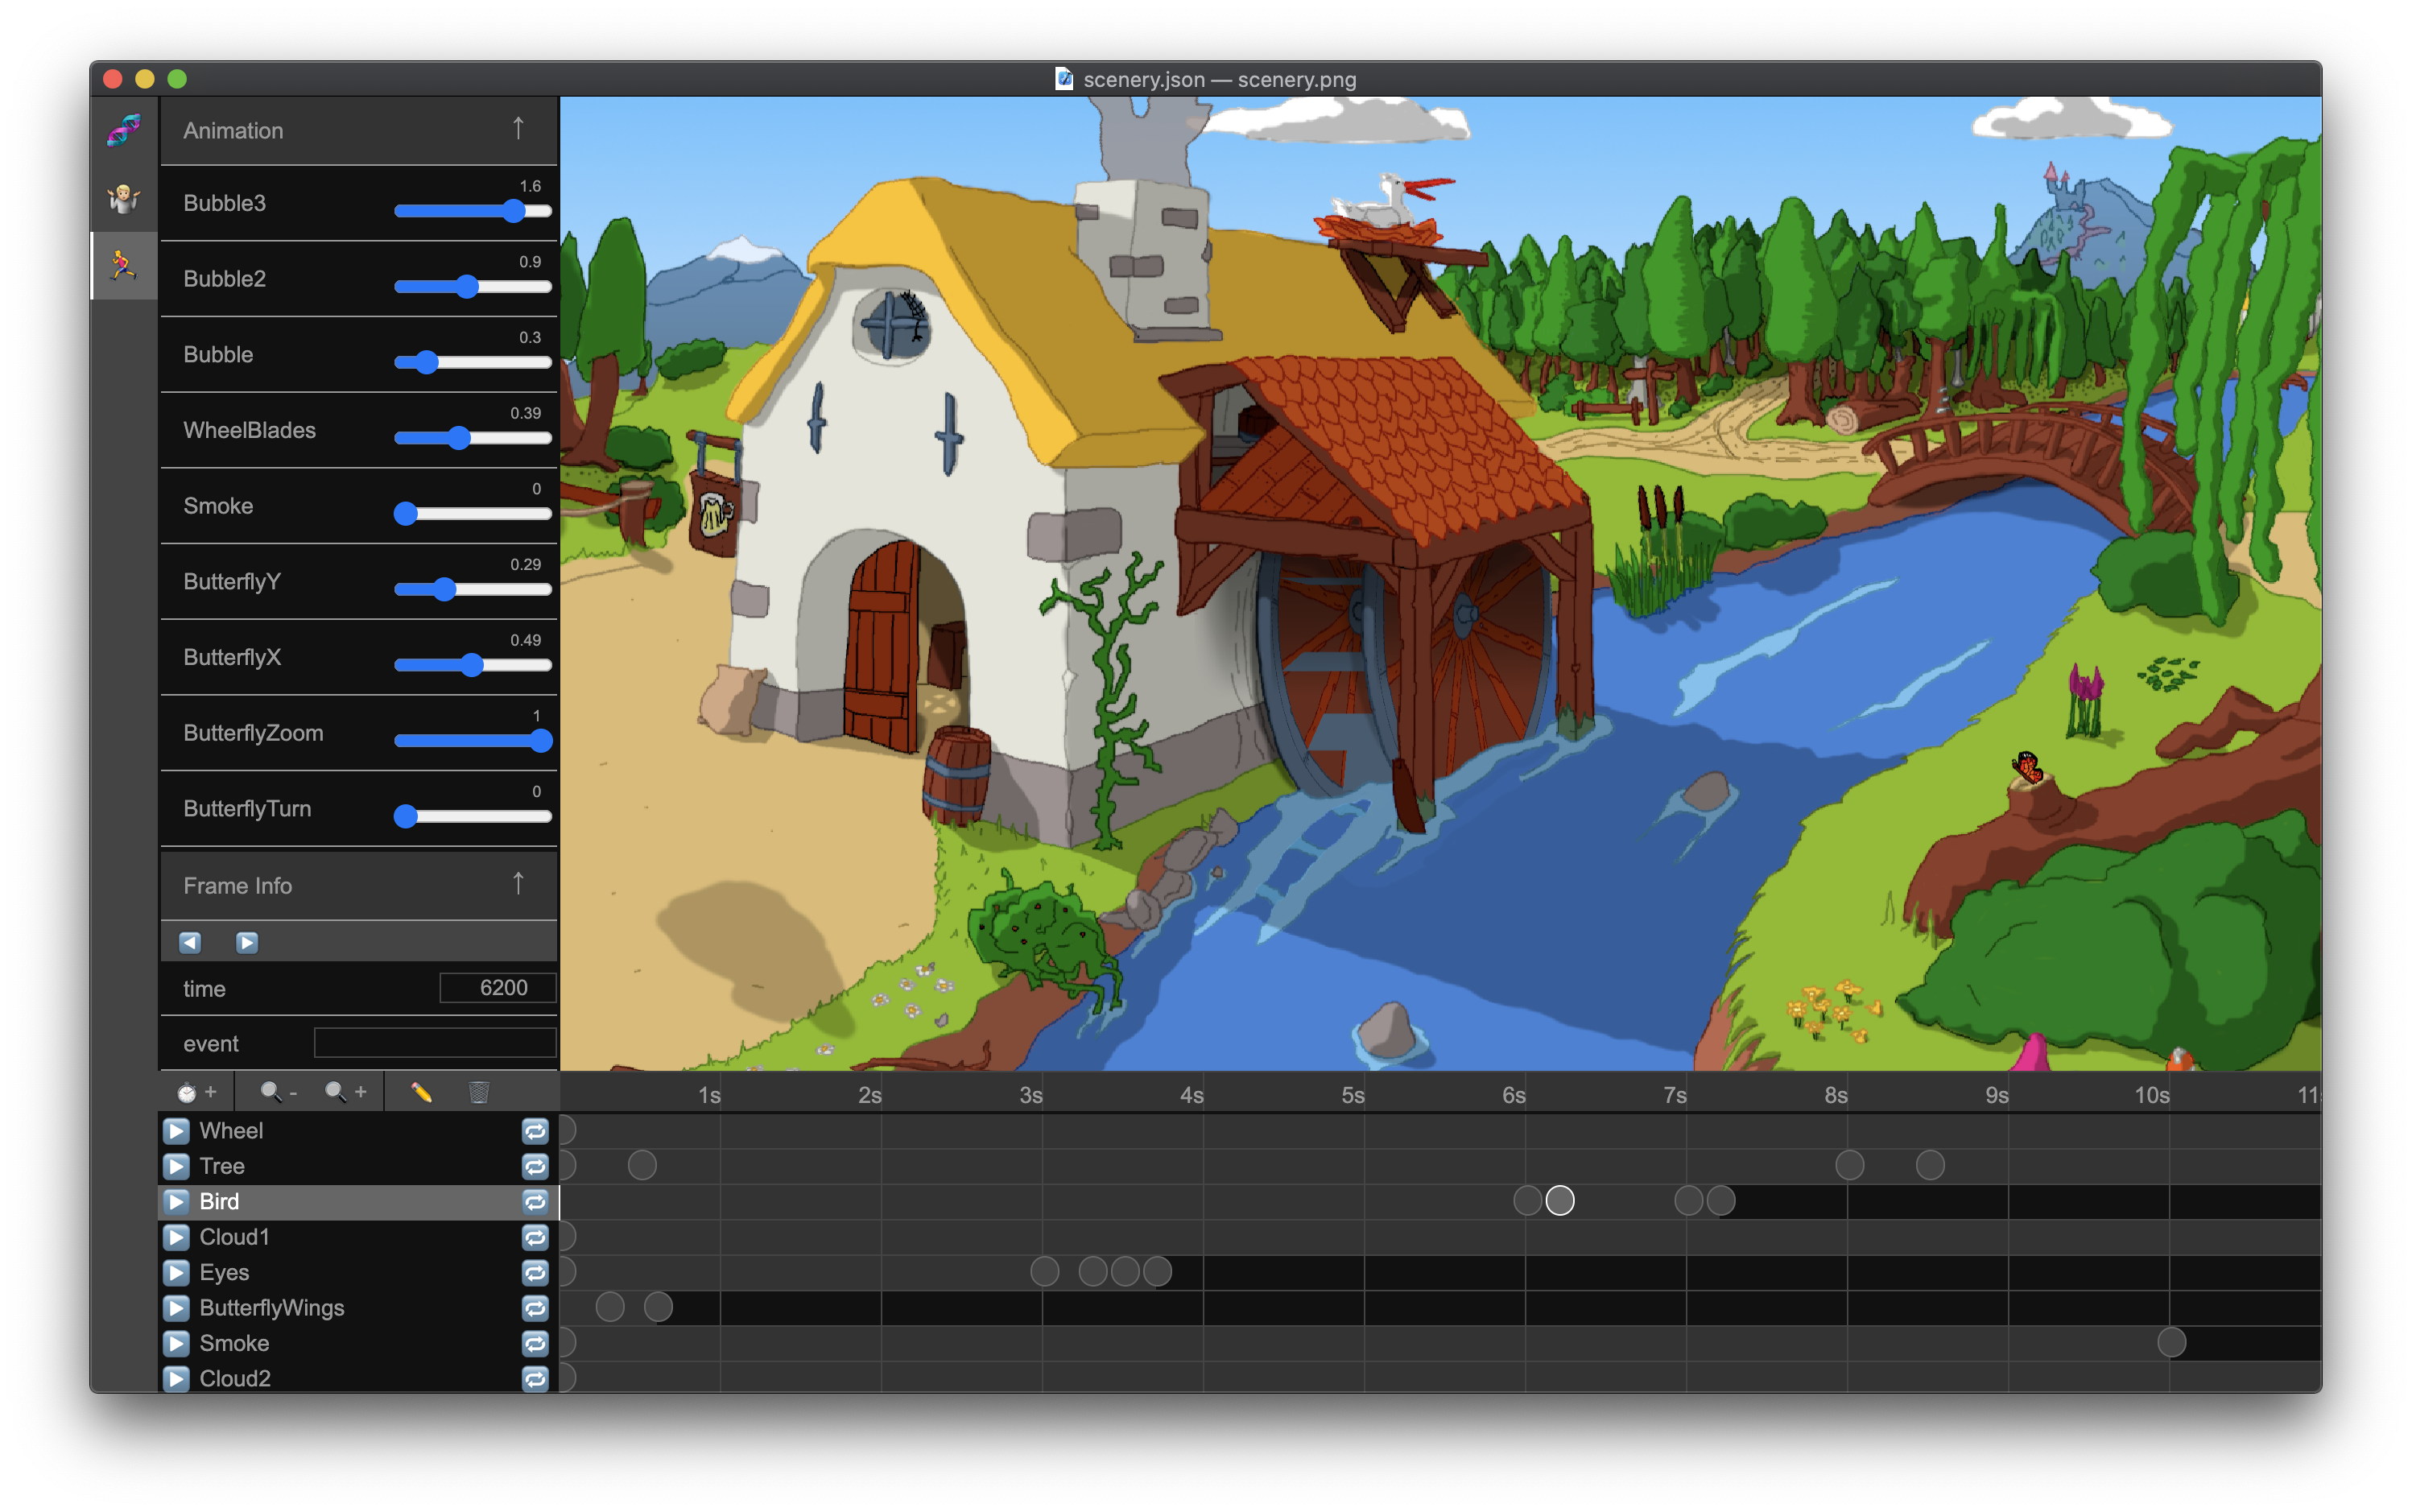 scenery.json — scenery.png
Animation ↑
Bubble3 1.6
Bubble2 0.9
Bubble 0.3
WheelBlades 0.39
Smoke 0
ButterflyY 0.29
ButterflyX 0.49
ButterflyZoom 1
ButterflyTurn 0
Frame Info ↑
time 6200
event
+ - +
1s 2s 3s 4s 5s 6s 7s 8s 9s 10s 11s
Wheel
Tree
Bird
Cloud1
Eyes
ButterflyWings
Smoke
Cloud2